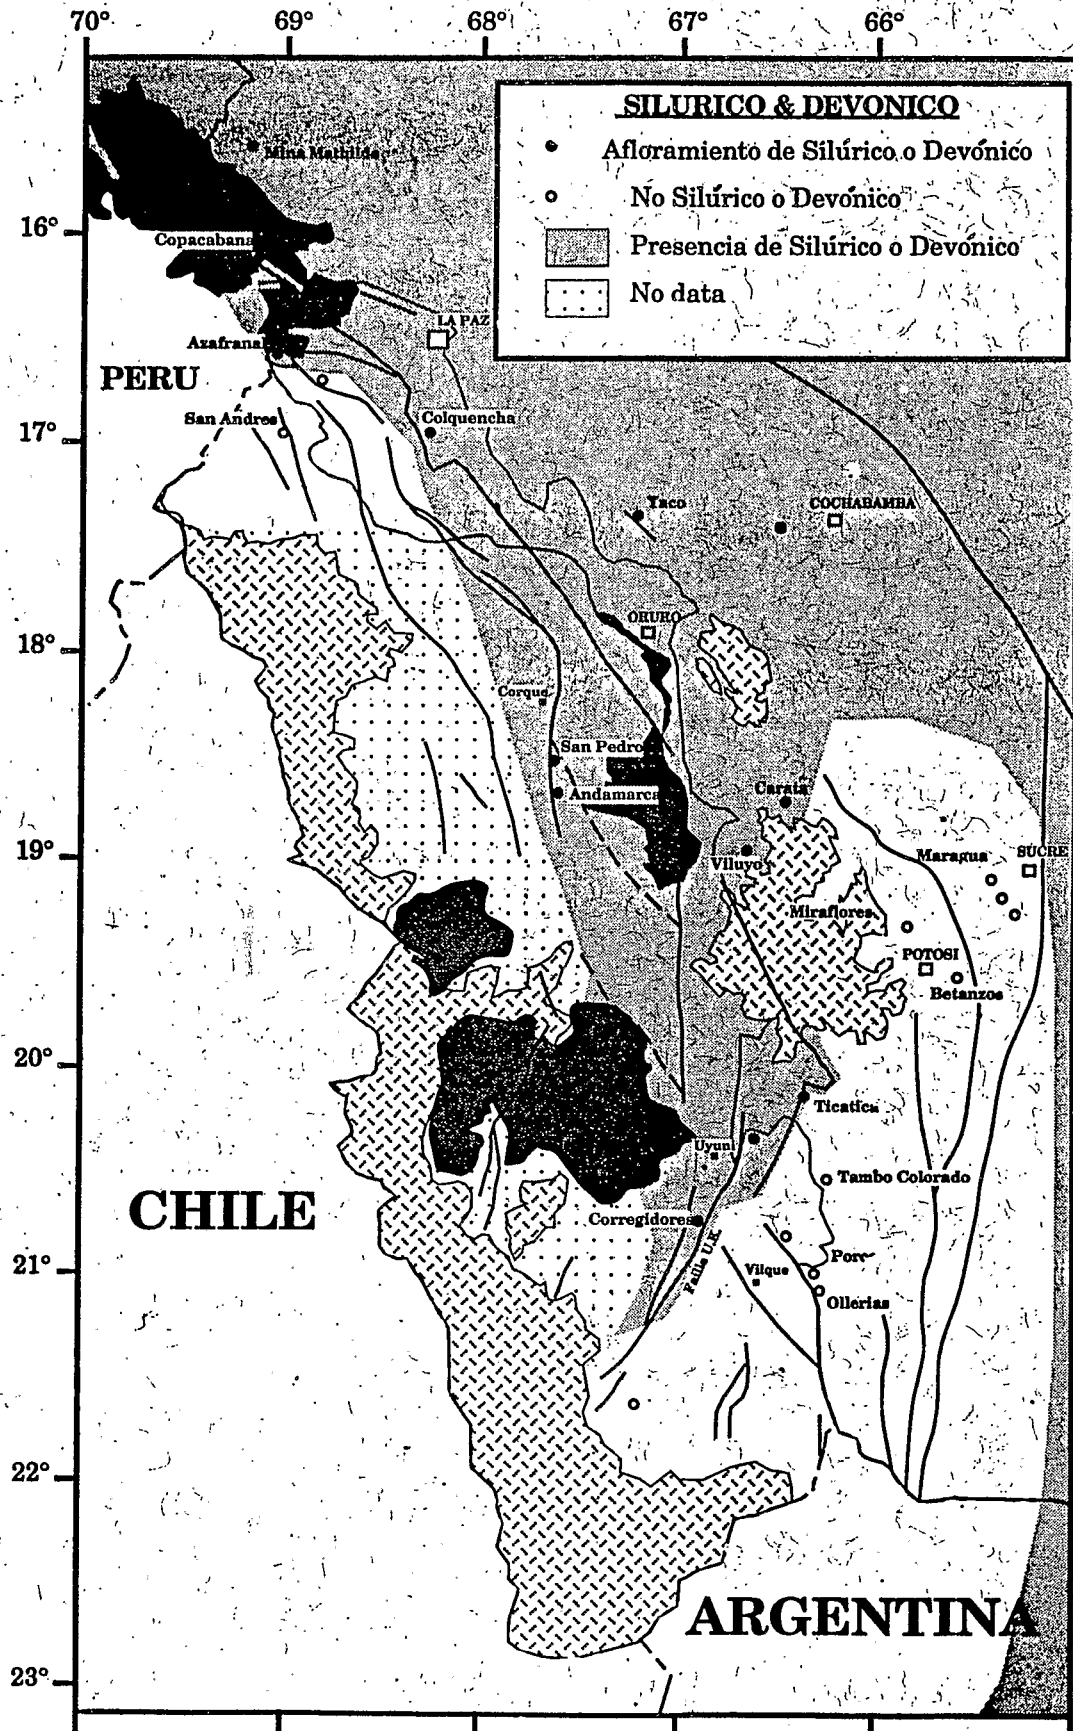 70° 69° 68° 67° 66°
SILURICO & DEVONICO
Afloramiento de Silúrico o Devónico
No Silúrico o Devónico
Presencia de Silúrico o Devónico
No data
Mina Mathilde
16°
Copacabana
LA PAZ
Azafranal
PERU
San Andres
Colquencha
17°
Yaco
COCHABAMBA
ORURO
18°
Corque
San Pedro
Andamarca
Carata
19°
Viluyo
Maragua
SUCRE
Miraflores
POTOSI
Betanzos
20°
Ticatica
Uyuni
Tambo Colorado
CHILE
Corregidores
Falla U.K.
Porc
21°
Vilque
Ollerias
22°
ARGENTINA
23°